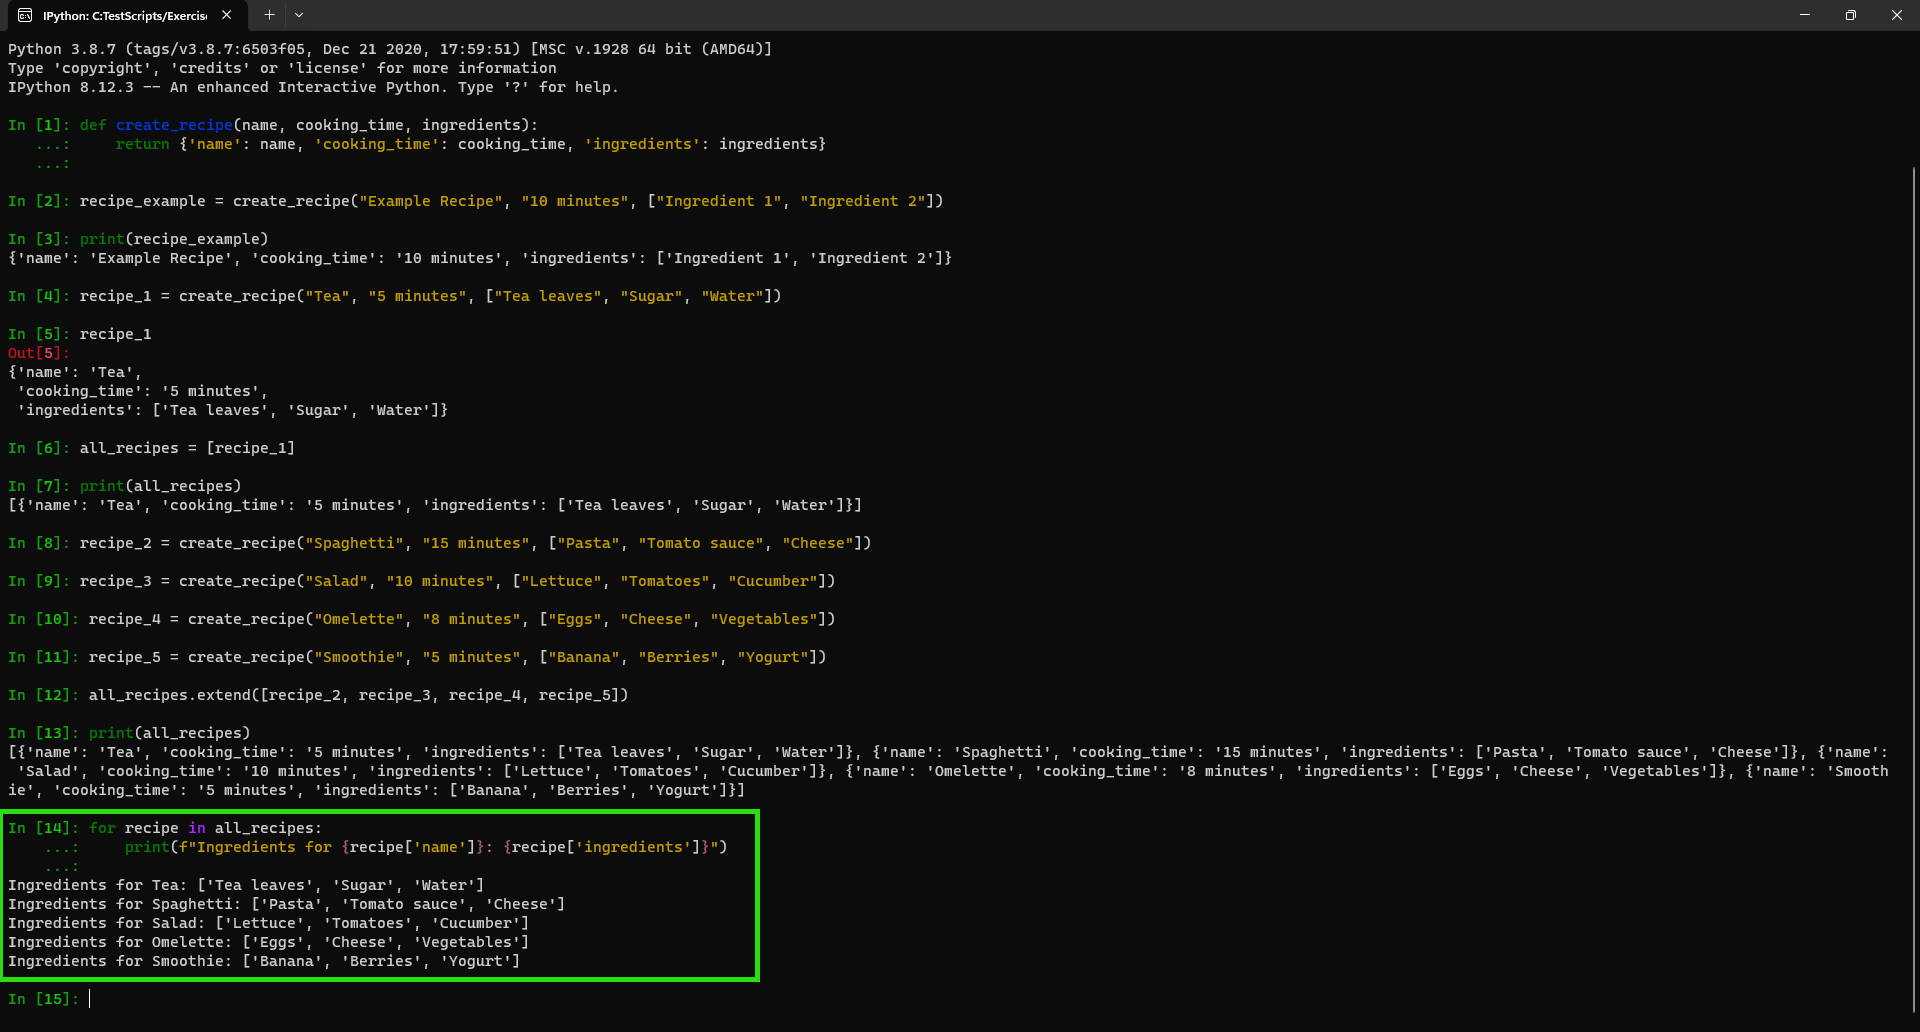 IPython: C:TestScripts/Exercis
Python 3.8.7 (tags/v3.8.7:6503f05, Dec 21 2020, 17:59:51) [MSC v.1928 64 bit (AMD64)]
Type 'copyright', 'credits' or 'license' for more information
IPython 8.12.3 -- An enhanced Interactive Python. Type '?' for help.
In [1]: def create_recipe(name, cooking_time, ingredients):
   ...:     return {'name': name, 'cooking_time': cooking_time, 'ingredients': ingredients}
   ...:
In [2]: recipe_example = create_recipe("Example Recipe", "10 minutes", ["Ingredient 1", "Ingredient 2"])
In [3]: print(recipe_example)
{'name': 'Example Recipe', 'cooking_time': '10 minutes', 'ingredients': ['Ingredient 1', 'Ingredient 2']}
In [4]: recipe_1 = create_recipe("Tea", "5 minutes", ["Tea leaves", "Sugar", "Water"])
In [5]: recipe_1
Out[5]:
{'name': 'Tea',
 'cooking_time': '5 minutes',
 'ingredients': ['Tea leaves', 'Sugar', 'Water']}
In [6]: all_recipes = [recipe_1]
In [7]: print(all_recipes)
[{'name': 'Tea', 'cooking_time': '5 minutes', 'ingredients': ['Tea leaves', 'Sugar', 'Water']}]
In [8]: recipe_2 = create_recipe("Spaghetti", "15 minutes", ["Pasta", "Tomato sauce", "Cheese"])
In [9]: recipe_3 = create_recipe("Salad", "10 minutes", ["Lettuce", "Tomatoes", "Cucumber"])
In [10]: recipe_4 = create_recipe("Omelette", "8 minutes", ["Eggs", "Cheese", "Vegetables"])
In [11]: recipe_5 = create_recipe("Smoothie", "5 minutes", ["Banana", "Berries", "Yogurt"])
In [12]: all_recipes.extend([recipe_2, recipe_3, recipe_4, recipe_5])
In [13]: print(all_recipes)
[{'name': 'Tea', 'cooking_time': '5 minutes', 'ingredients': ['Tea leaves', 'Sugar', 'Water']}, {'name': 'Spaghetti', 'cooking_time': '15 minutes', 'ingredients': ['Pasta', 'Tomato sauce', 'Cheese']}, {'name':
 'Salad', 'cooking_time': '10 minutes', 'ingredients': ['Lettuce', 'Tomatoes', 'Cucumber']}, {'name': 'Omelette', 'cooking_time': '8 minutes', 'ingredients': ['Eggs', 'Cheese', 'Vegetables']}, {'name': 'Smooth
ie', 'cooking_time': '5 minutes', 'ingredients': ['Banana', 'Berries', 'Yogurt']}]
In [14]: for recipe in all_recipes:
    ...:     print(f"Ingredients for {recipe['name']}: {recipe['ingredients']}")
    ...:
Ingredients for Tea: ['Tea leaves', 'Sugar', 'Water']
Ingredients for Spaghetti: ['Pasta', 'Tomato sauce', 'Cheese']
Ingredients for Salad: ['Lettuce', 'Tomatoes', 'Cucumber']
Ingredients for Omelette: ['Eggs', 'Cheese', 'Vegetables']
Ingredients for Smoothie: ['Banana', 'Berries', 'Yogurt']
In [15]: